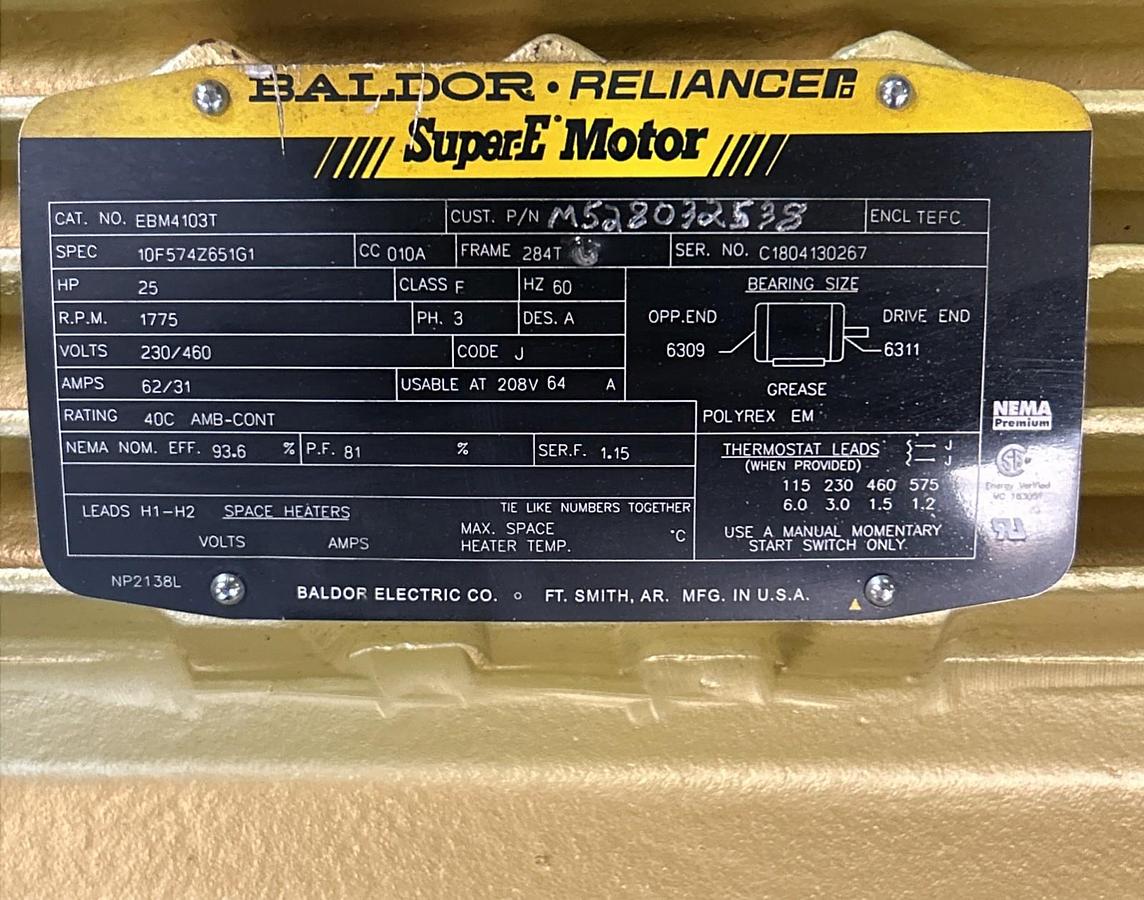 BALDOR • RELIANCE
Super-E Motor
CAT. NO. EBM4103T CUST. P/N M528032538 ENCL TEFC
SPEC 10F574Z651G1 CC 010A FRAME 284T SER. NO. C1804130267
HP 25 CLASS F HZ 60
R.P.M. 1775 PH. 3 DES. A
VOLTS 230/460 CODE J
AMPS 62/31 USABLE AT 208V 64 A
RATING 40C AMB-CONT
NEMA NOM. EFF. 93.6 % P.F. 81 % SER.F. 1.15
LEADS H1-H2 SPACE HEATERS TIE LIKE NUMBERS TOGETHER
VOLTS AMPS MAX. SPACE HEATER TEMP. °C
BEARING SIZE
OPP.END DRIVE END
6309 6311
GREASE
POLYREX EM
THERMOSTAT LEADS J
(WHEN PROVIDED) J
115 230 460 575
6.0 3.0 1.5 1.2
USE A MANUAL MOMENTARY
START SWITCH ONLY
NEMA
Premium
Energy Verified
NP2138L
BALDOR ELECTRIC CO. ○ FT. SMITH, AR. MFG. IN U.S.A.